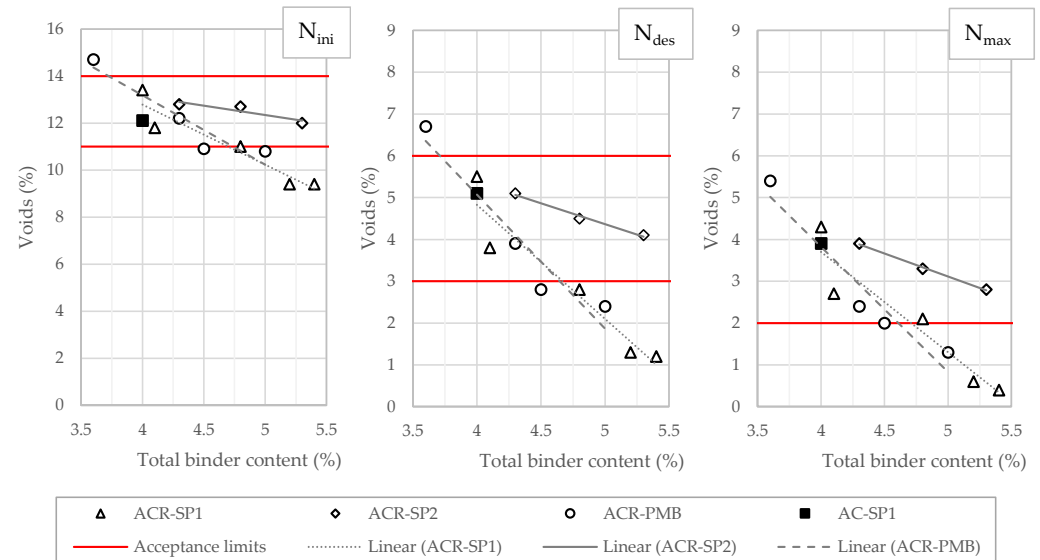 N_ini
16
14
12
10
8
6
4
2
0
Voids (%)
3.5 4 4.5 5 5.5
Total binder content (%)
N_des
9
8
7
6
5
4
3
2
1
0
Voids (%)
3.5 4 4.5 5 5.5
Total binder content (%)
N_max
9
8
7
6
5
4
3
2
1
0
Voids (%)
3.5 4 4.5 5 5.5
Total binder content (%)
ACR-SP1 ACR-SP2 ACR-PMB AC-SP1
Acceptance limits Linear (ACR-SP1) Linear (ACR-SP2) Linear (ACR-PMB)